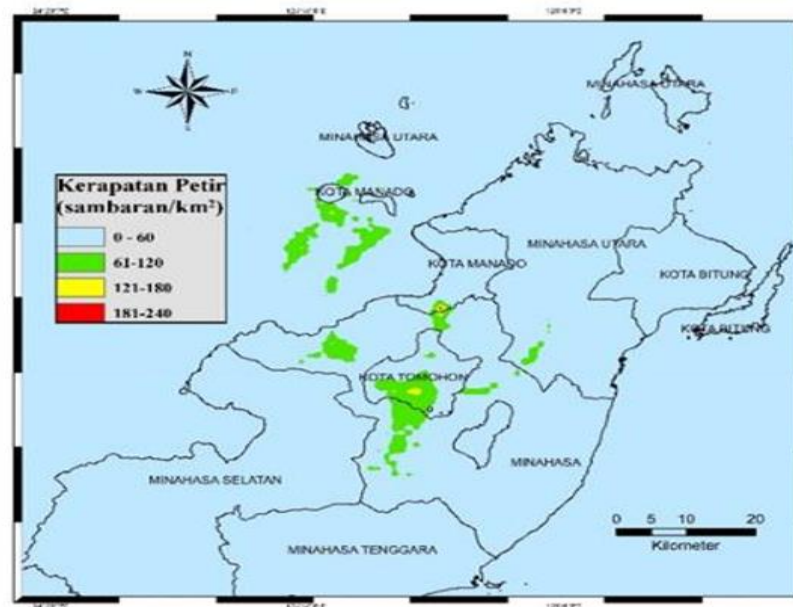 N
MINAHASA UTARA
MINAHASA UTARA
KOTA MANADO
Kerapatan Petir
(sambaran/km²)
0 - 60
61-120
121-180
181-240
MINAHASA UTARA
KOTA MANADO
KOTA BITUNG
KOTA BITUNG
KOTA TOMOHON
MINAHASA
MINAHASA SELATAN
0 5 10 20
Kilometer
MINAHASA TENGGARA